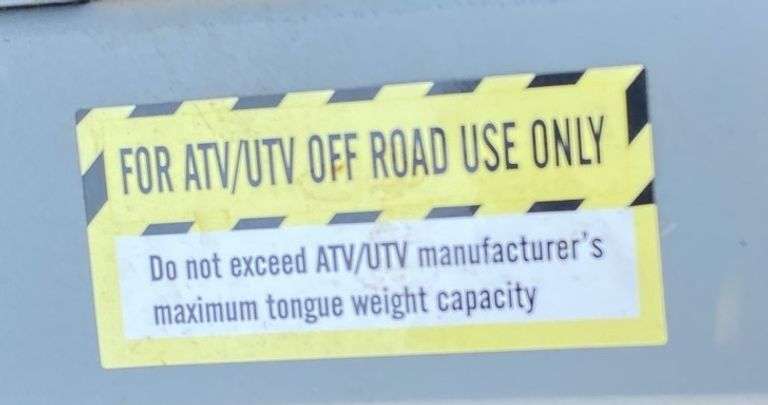 FOR ATV/UTV OFF ROAD USE ONLY
Do not exceed ATV/UTV manufacturer's
maximum tongue weight capacity